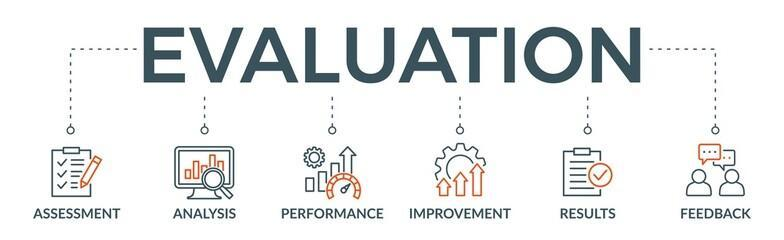 EVALUATION
ASSESSMENT ANALYSIS PERFORMANCE IMPROVEMENT RESULTS FEEDBACK